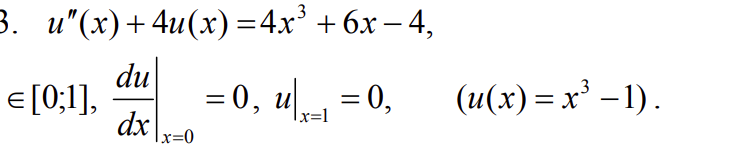 3. u″(x) + 4u(x) = 4x³ + 6x − 4,
∈ [0;1], du/dx|ₓ₌₀ = 0, u|ₓ₌₁ = 0, (u(x) = x³ − 1).